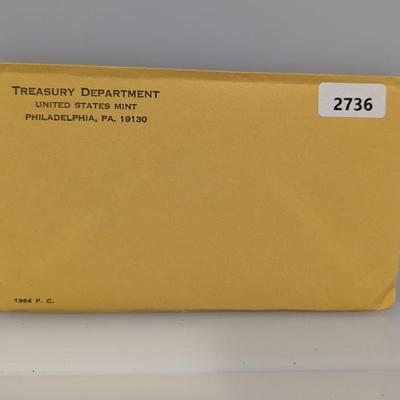 TREASURY DEPARTMENT
UNITED STATES MINT
PHILADELPHIA, PA. 19130
2736
1964 P. C.